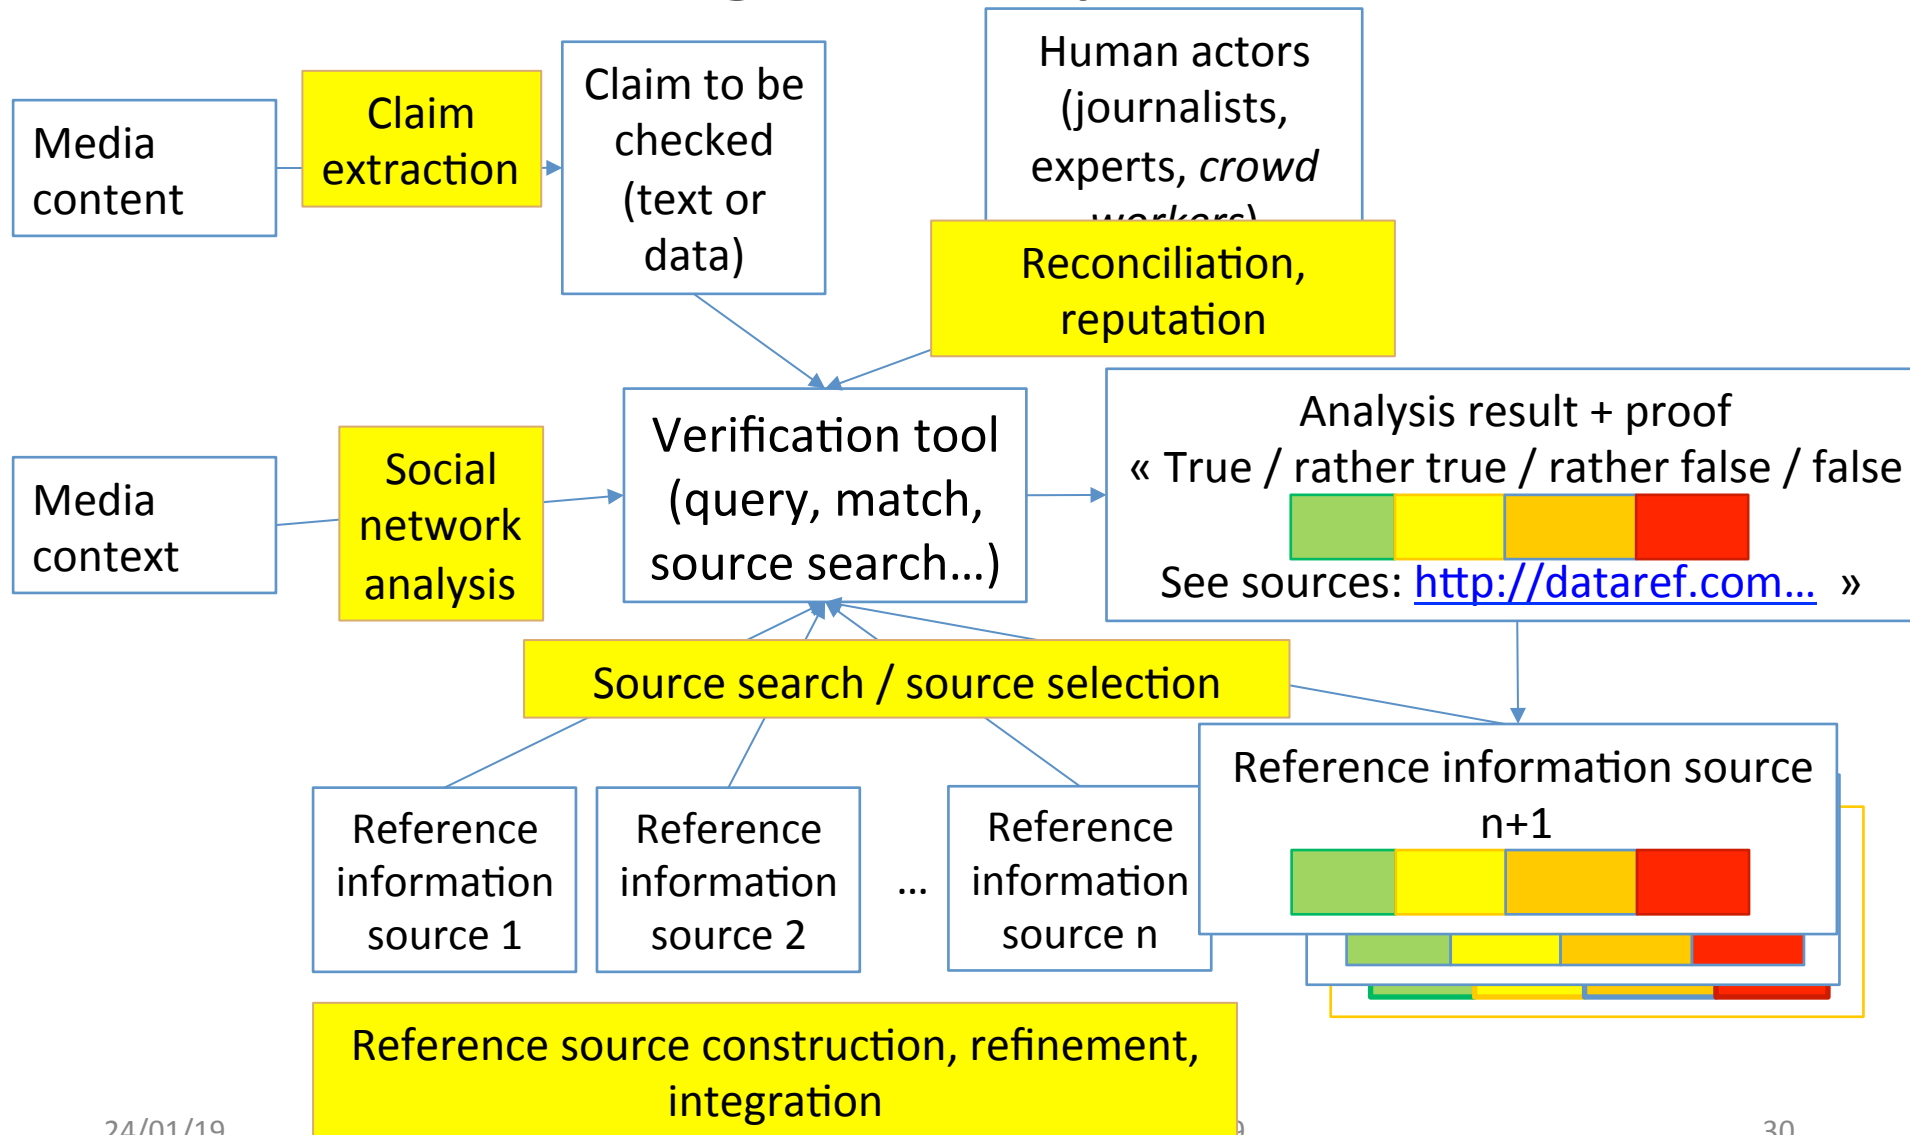 Media
content
Claim
extraction
Claim to be
checked
(text or
data)
Human actors
(journalists,
experts, crowd
workers)
Reconciliation,
reputation
Media
context
Social
network
analysis
Verification tool
(query, match,
source search…)
Analysis result + proof
« True / rather true / rather false / false
See sources: http://dataref.com… »
Source search / source selection
Reference
information
source 1
Reference
information
source 2
…
Reference
information
source n
Reference information source
n+1
Reference source construction, refinement,
integration
24/01/19
30